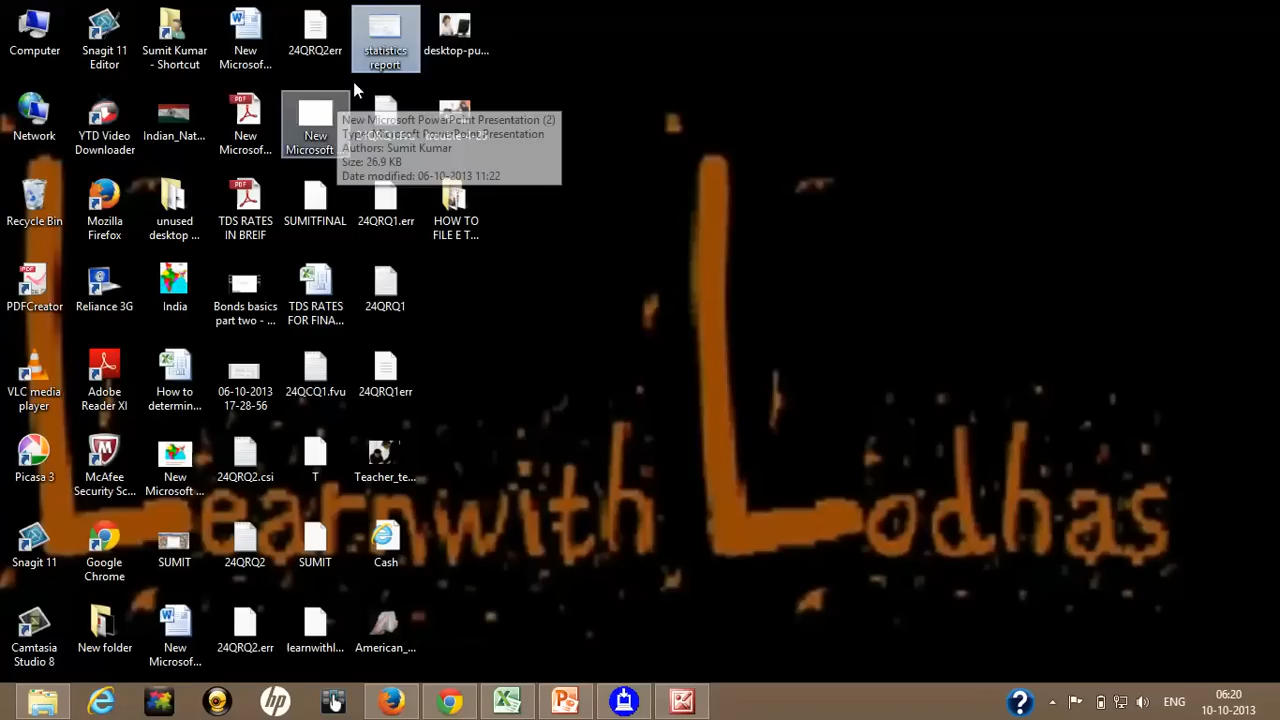 Computer
Snagit 11
Editor
Sumit Kumar
- Shortcut
New
Microsof...
24QRQ2err
statistics
report
desktop-pu...
Network
YTD Video
Downloader
Indian_Nat...
New
Microsof...
New
Microsoft
New Microsoft PowerPoint Presentation (2)
Type: Microsoft PowerPoint Presentation
Authors: Sumit Kumar
Size: 26.9 KB
Date modified: 06-10-2013 11:22
Recycle Bin
Mozilla
Firefox
unused
desktop ...
TDS RATES
IN BREIF
SUMITFINAL
24QRQ1.err
HOW TO
FILE E T...
PDFCreator
Reliance 3G
India
Bonds basics
part two - ...
TDS RATES
FOR FINA...
24QRQ1
VLC media
player
Adobe
Reader XI
How to
determin...
06-10-2013
17-28-56
24QCQ1.fvu
24QRQ1err
Picasa 3
McAfee
Security Sc...
New
Microsoft ...
24QRQ2.csi
T
Teacher_te...
Learnwith Lodhas
Snagit 11
Google
Chrome
SUMIT
24QRQ2
SUMIT
Cash
Camtasia
Studio 8
New folder
New
Microsoft...
24QRQ2.err
learnwithl...
American_...
ENG
06:20
10-10-2013